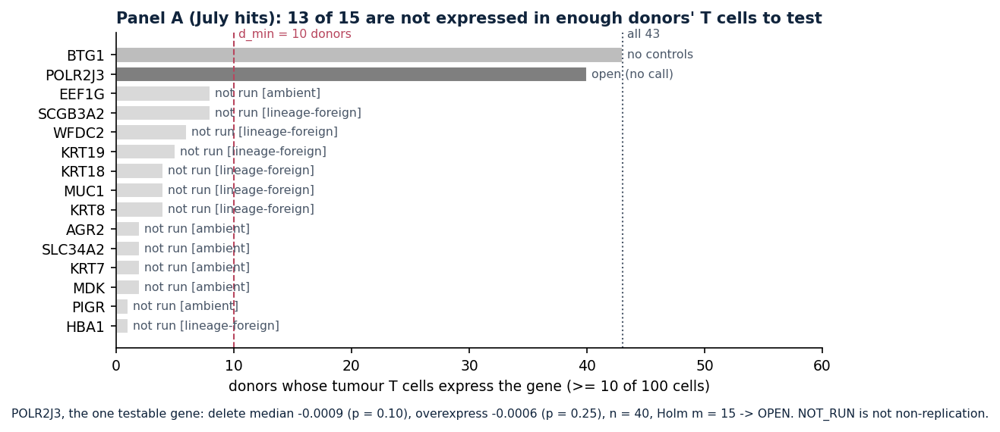 Panel A (July hits): 13 of 15 are not expressed in enough donors' T cells to test
d_min = 10 donors
all 43
BTG1 no controls
POLR2J3 open (no call)
EEF1G not run [ambient]
SCGB3A2 not run [lineage-foreign]
WFDC2 not run [lineage-foreign]
KRT19 not run [lineage-foreign]
KRT18 not run [lineage-foreign]
MUC1 not run [lineage-foreign]
KRT8 not run [lineage-foreign]
AGR2 not run [ambient]
SLC34A2 not run [ambient]
KRT7 not run [ambient]
MDK not run [ambient]
PIGR not run [ambient]
HBA1 not run [lineage-foreign]
0 10 20 30 40 50 60
donors whose tumour T cells express the gene (>= 10 of 100 cells)
POLR2J3, the one testable gene: delete median -0.0009 (p = 0.10), overexpress -0.0006 (p = 0.25), n = 40, Holm m = 15 -> OPEN. NOT_RUN is not non-replication.